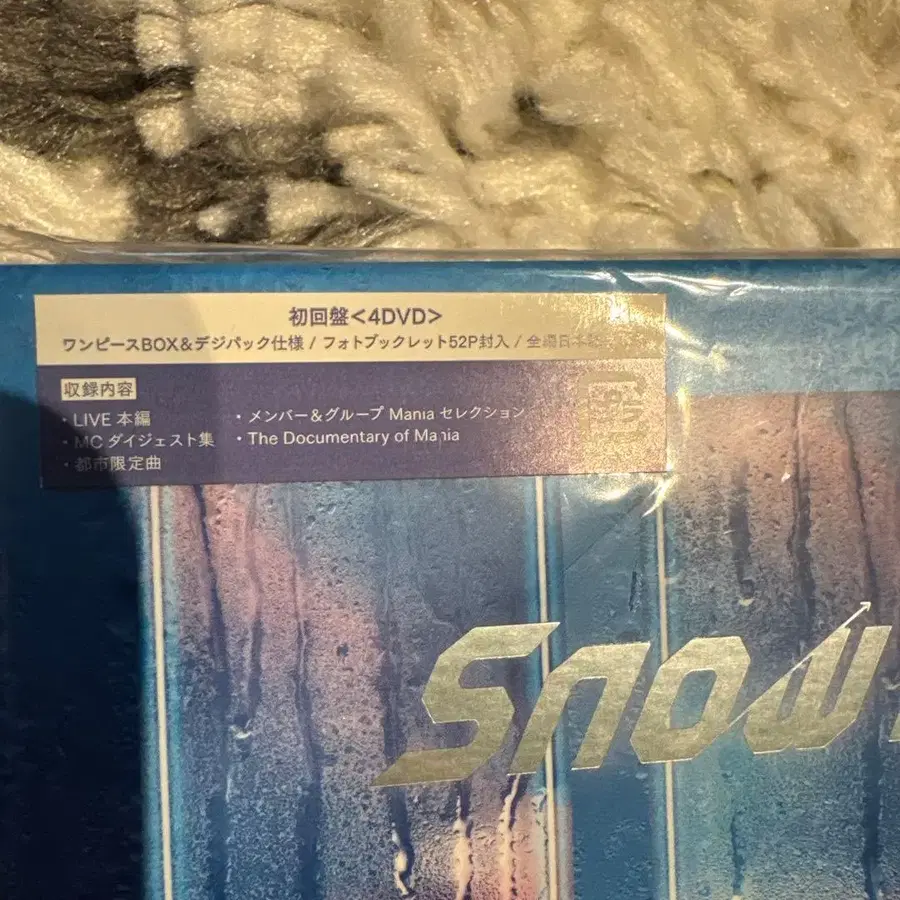 初回盤<4DVD>
ワンピースBOX&デジパック仕様 / フォトブックレット52P封入 / 全編日本
収録内容
・LIVE 本編
・メンバー&グループ Mania セレクション
・MC ダイジェスト集
・The Documentary of Mania
・都市限定曲
Snow